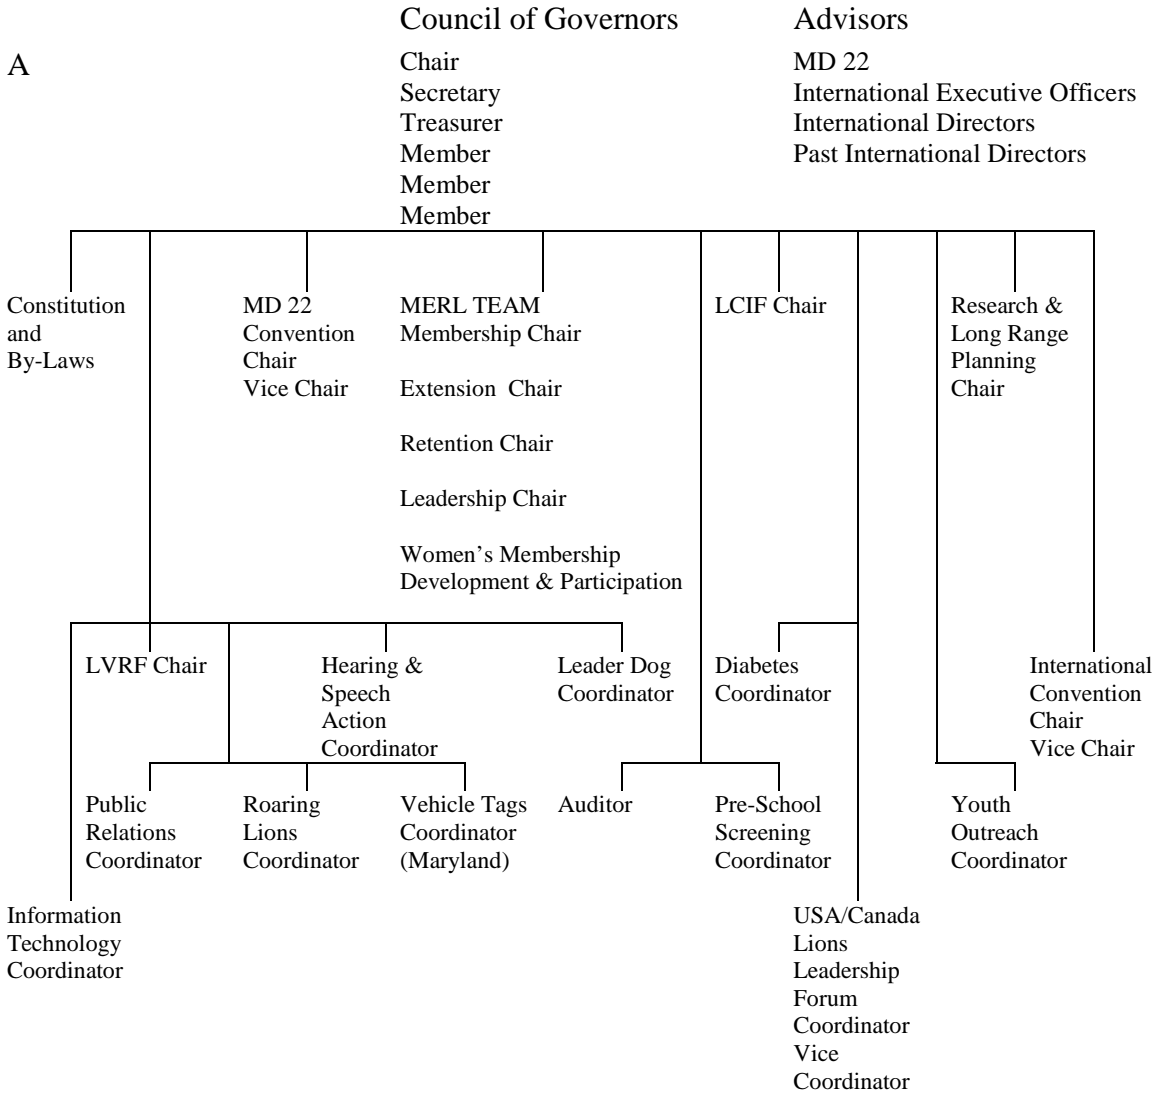 Council of Governors
Advisors
A
Chair
Secretary
Treasurer
Member
Member
Member
MD 22
International Executive Officers
International Directors
Past International Directors
Constitution
and
By-Laws
MD 22
Convention
Chair
Vice Chair
MERL TEAM
Membership Chair
Extension  Chair
Retention Chair
Leadership Chair
Women’s Membership
Development & Participation
LCIF Chair
Research &
Long Range
Planning
Chair
LVRF Chair
Hearing &
Speech
Action
Coordinator
Leader Dog
Coordinator
Diabetes
Coordinator
International
Convention
Chair
Vice Chair
Public
Relations
Coordinator
Roaring
Lions
Coordinator
Vehicle Tags
Coordinator
(Maryland)
Auditor
Pre-School
Screening
Coordinator
Youth
Outreach
Coordinator
Information
Technology
Coordinator
USA/Canada
Lions
Leadership
Forum
Coordinator
Vice
Coordinator